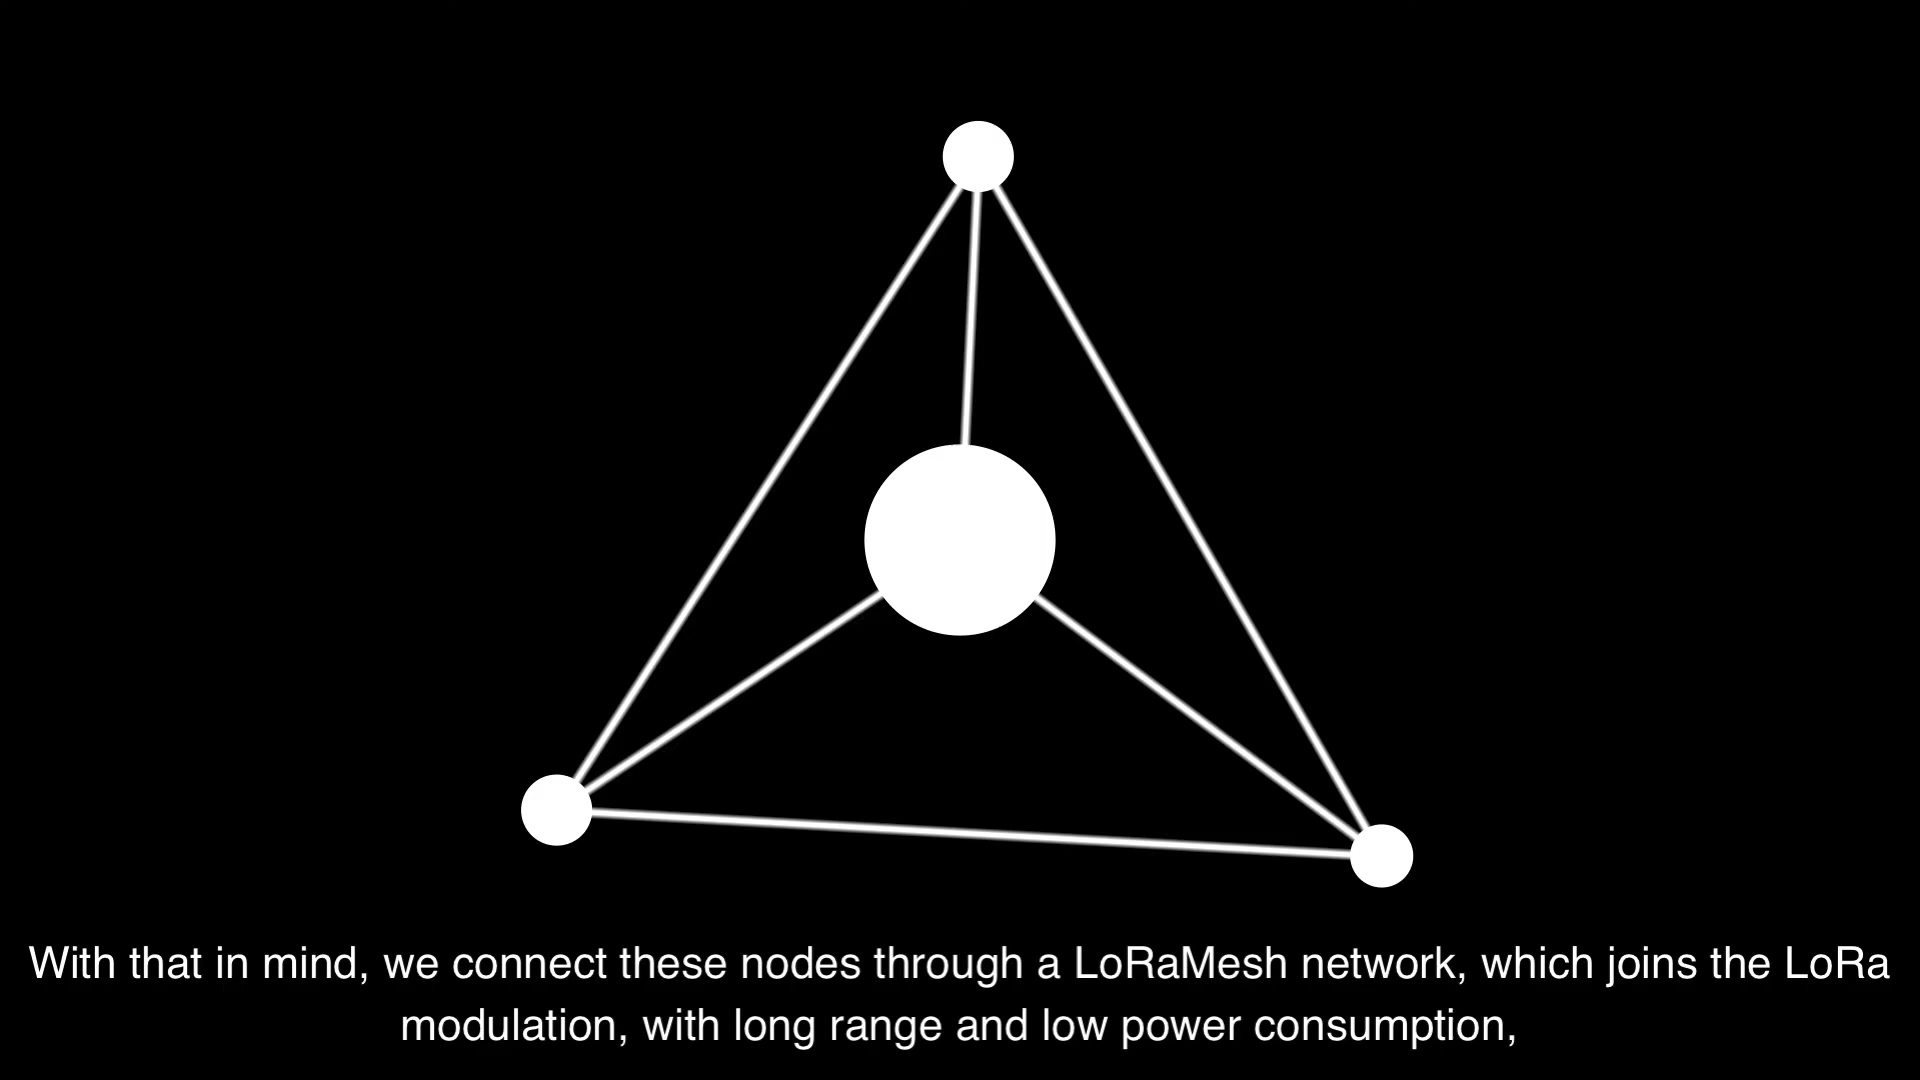 With that in mind, we connect these nodes through a LoRaMesh network, which joins the LoRa
modulation, with long range and low power consumption,